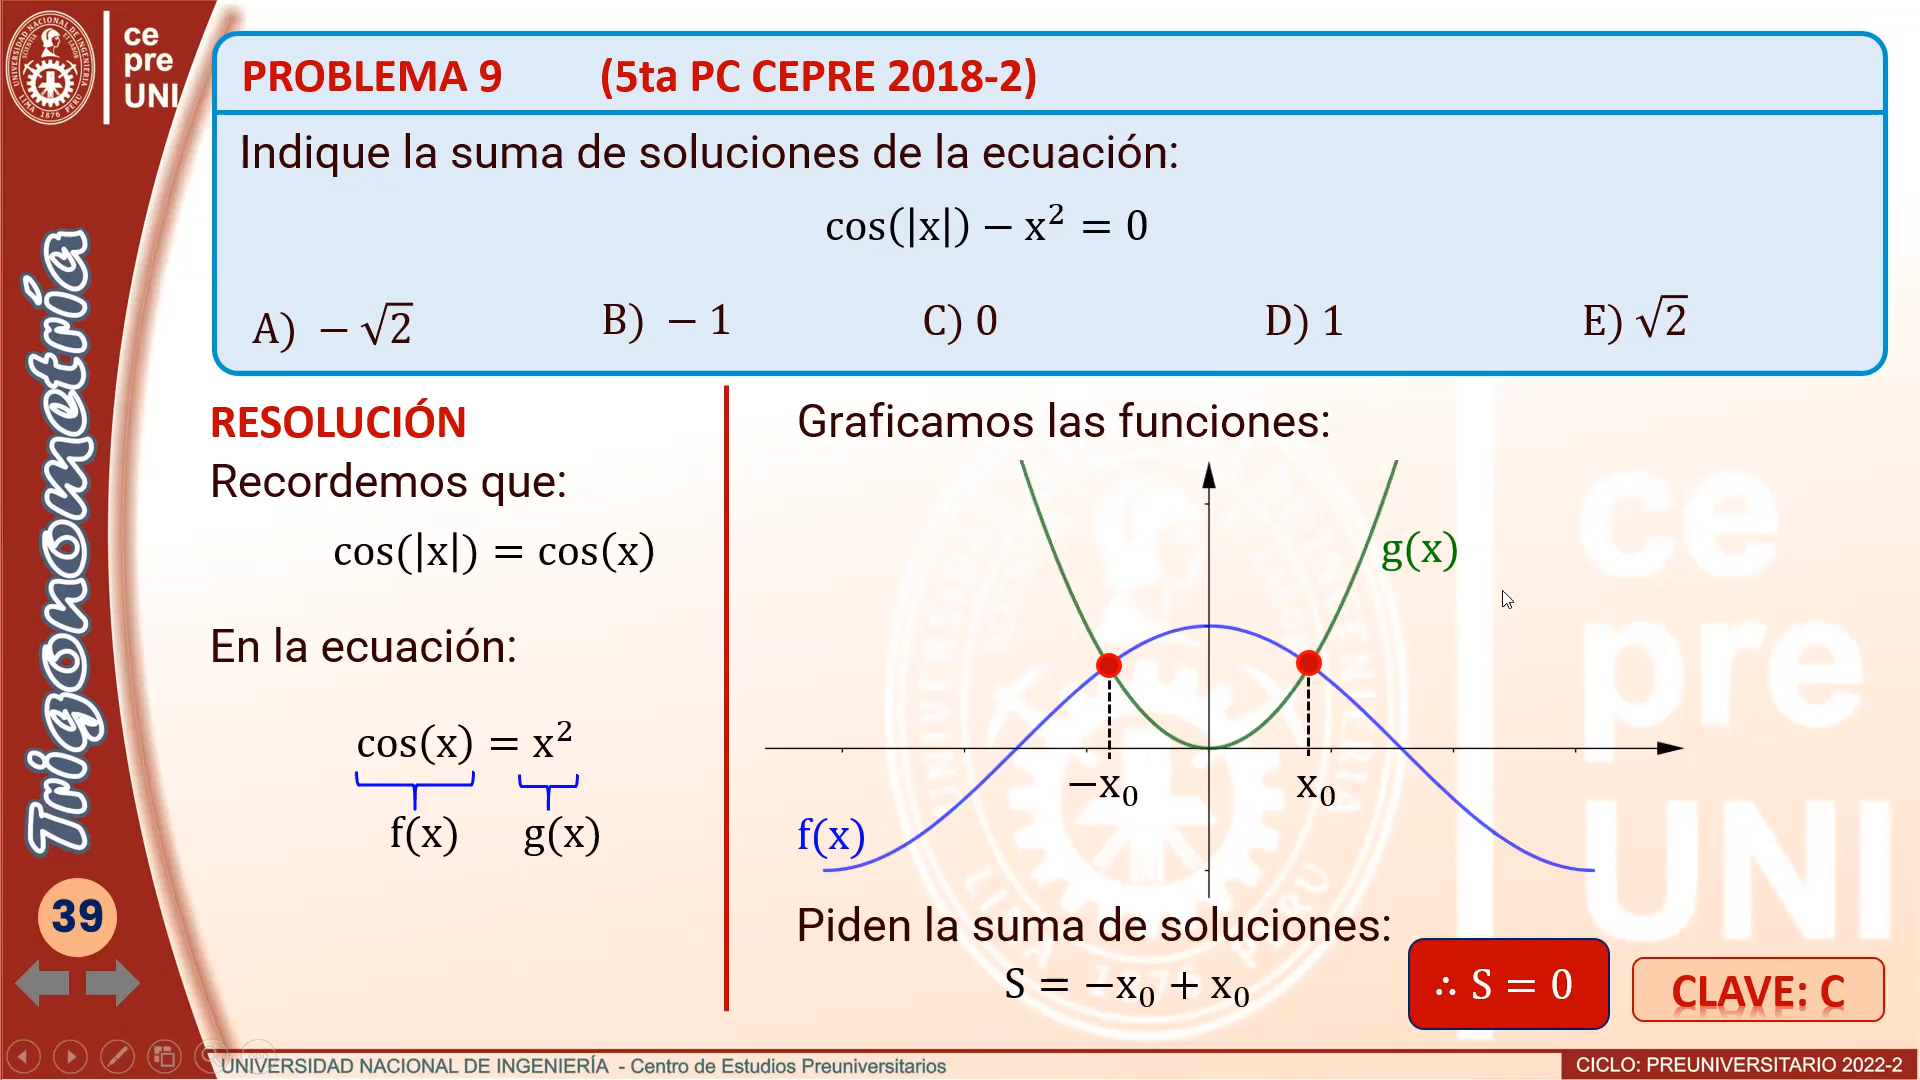 ce
pre
UNI
PROBLEMA 9 (5ta PC CEPRE 2018-2)
Indique la suma de soluciones de la ecuación:
cos(|x|) − x² = 0
A) −√2 B) −1 C) 0 D) 1 E) √2
Trigonometría
RESOLUCIÓN
Recordemos que:
cos(|x|) = cos(x)
En la ecuación:
cos(x) = x²
f(x) g(x)
Graficamos las funciones:
g(x)
−x₀ x₀
f(x)
Piden la suma de soluciones:
S = −x₀ + x₀
∴ S = 0
CLAVE: C
ce
pre
UNI
39
UNIVERSIDAD NACIONAL DE INGENIERÍA - Centro de Estudios Preuniversitarios
CICLO: PREUNIVERSITARIO 2022-2